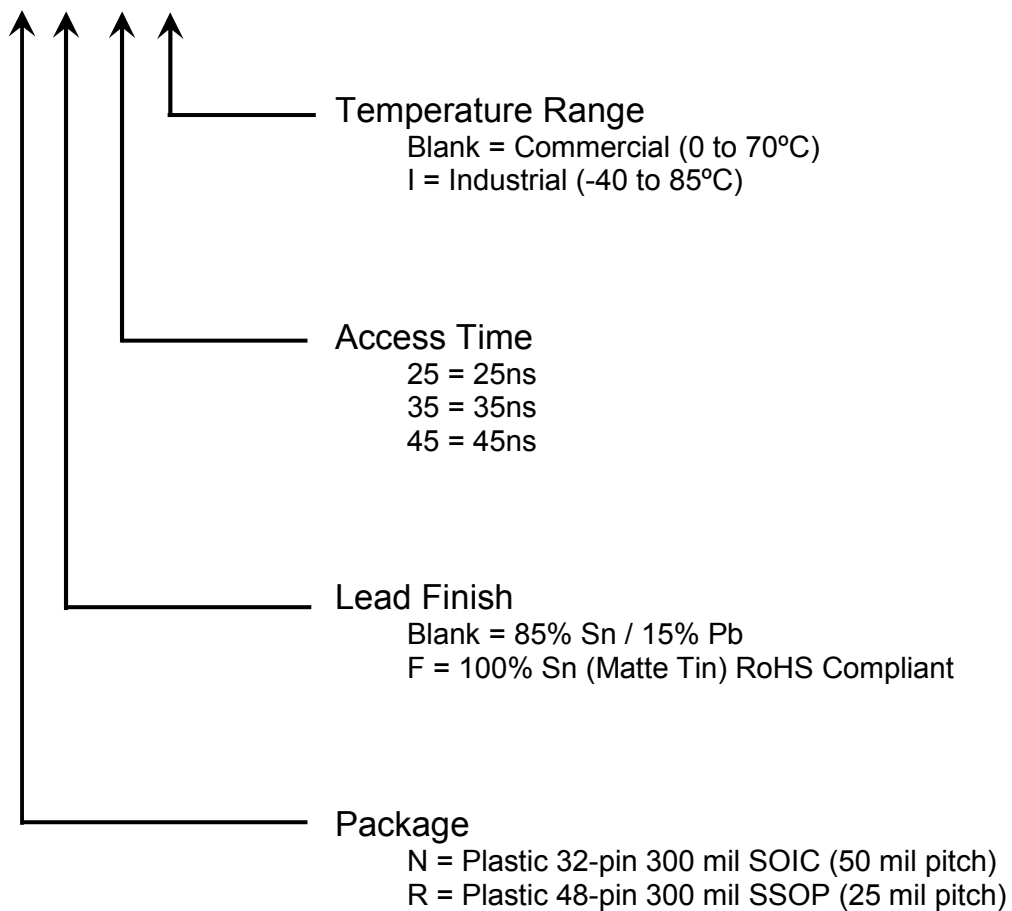 Temperature Range
Blank = Commercial (0 to 70ºC)
I = Industrial (-40 to 85ºC)
Access Time
25 = 25ns
35 = 35ns
45 = 45ns
Lead Finish
Blank = 85% Sn / 15% Pb
F = 100% Sn (Matte Tin) RoHS Compliant
Package
N = Plastic 32-pin 300 mil SOIC (50 mil pitch)
R = Plastic 48-pin 300 mil SSOP (25 mil pitch)